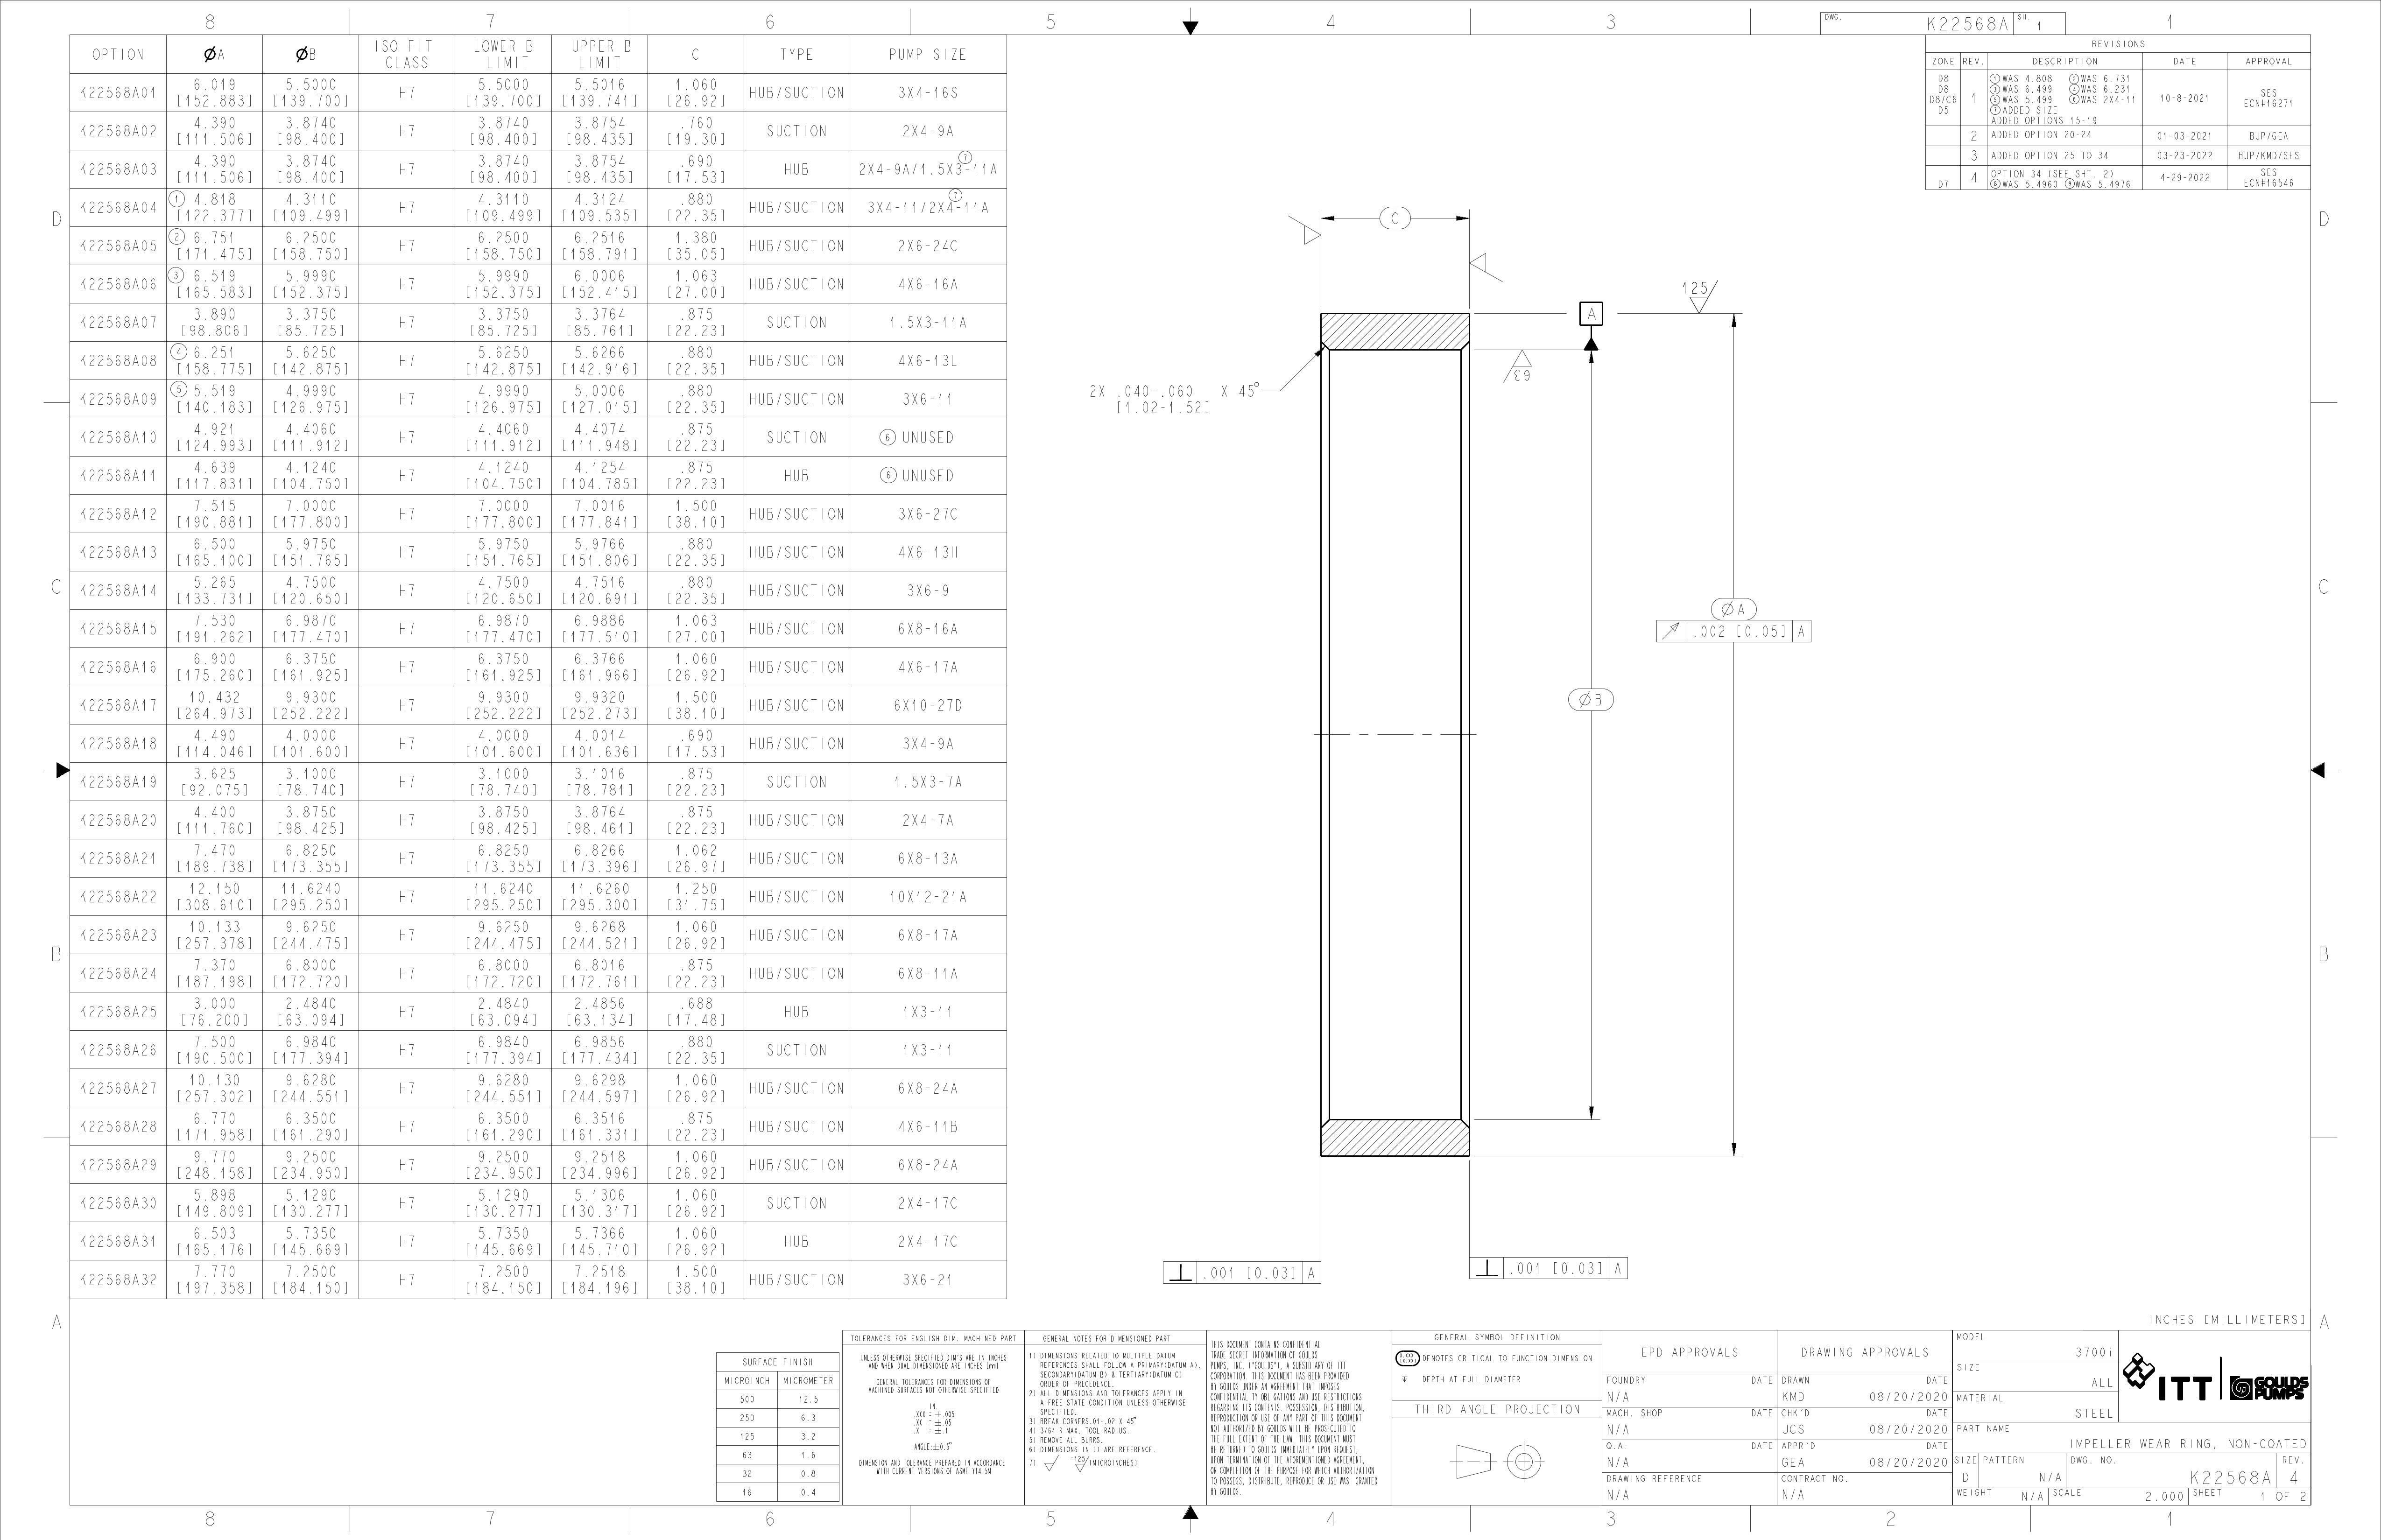 8 7 6 5 4 3 1
DWG. K22568A SH. 1
REVISIONS
ZONE REV. DESCRIPTION DATE APPROVAL
D8 D8 D8/C6 D5 1 ① WAS 4.808 ② WAS 6.731 10-8-2021 SES ECN#16271
③ WAS 6.499 ④ WAS 6.231
⑤ WAS 5.499 ⑥ WAS 2X4-11
⑦ ADDED SIZE
ADDED OPTIONS 15-19
2 ADDED OPTION 20-24 01-03-2021 BJP/GEA
3 ADDED OPTION 25 TO 34 03-23-2022 BJP/KMD/SES
D7 4 OPTION 34 (SEE SHT. 2) 4-29-2022 SES ECN#16546
⑧ WAS 5.4960 ⑨ WAS 5.4976
OPTION ØA ØB ISO FIT CLASS LOWER B LIMIT UPPER B LIMIT C TYPE PUMP SIZE
K22568A01 6.019 [152.883] 5.5000 [139.700] H7 5.5000 [139.700] 5.5016 [139.741] 1.060 [26.92] HUB/SUCTION 3X4-16S
K22568A02 4.390 [111.506] 3.8740 [98.400] H7 3.8740 [98.400] 3.8754 [98.435] .760 [19.30] SUCTION 2X4-9A
K22568A03 4.390 [111.506] 3.8740 [98.400] H7 3.8740 [98.400] 3.8754 [98.435] .690 [17.53] HUB 2X4-9A/1.5X3-11A ⑦
K22568A04 ① 4.818 [122.377] 4.3110 [109.499] H7 4.3110 [109.499] 4.3124 [109.535] .880 [22.35] HUB/SUCTION 3X4-11/2X4-11A ⑦
K22568A05 ② 6.751 [171.475] 6.2500 [158.750] H7 6.2500 [158.750] 6.2516 [158.791] 1.380 [35.05] HUB/SUCTION 2X6-24C
K22568A06 ③ 6.519 [165.583] 5.9990 [152.375] H7 5.9990 [152.375] 6.0006 [152.415] 1.063 [27.00] HUB/SUCTION 4X6-16A
K22568A07 3.890 [98.806] 3.3750 [85.725] H7 3.3750 [85.725] 3.3764 [85.761] .875 [22.23] SUCTION 1.5X3-11A
K22568A08 ④ 6.251 [158.775] 5.6250 [142.875] H7 5.6250 [142.875] 5.6266 [142.916] .880 [22.35] HUB/SUCTION 4X6-13L
K22568A09 ⑤ 5.519 [140.183] 4.9990 [126.975] H7 4.9990 [126.975] 5.0006 [127.015] .880 [22.35] HUB/SUCTION 3X6-11
K22568A10 4.921 [124.993] 4.4060 [111.912] H7 4.4060 [111.912] 4.4074 [111.948] .875 [22.23] SUCTION ⑥ UNUSED
K22568A11 4.639 [117.831] 4.1240 [104.750] H7 4.1240 [104.750] 4.1254 [104.785] .875 [22.23] HUB ⑥ UNUSED
K22568A12 7.515 [190.881] 7.0000 [177.800] H7 7.0000 [177.800] 7.0016 [177.841] 1.500 [38.10] HUB/SUCTION 3X6-27C
K22568A13 6.500 [165.100] 5.9750 [151.765] H7 5.9750 [151.765] 5.9766 [151.806] .880 [22.35] HUB/SUCTION 4X6-13H
K22568A14 5.265 [133.731] 4.7500 [120.650] H7 4.7500 [120.650] 4.7516 [120.691] .880 [22.35] HUB/SUCTION 3X6-9
K22568A15 7.530 [191.262] 6.9870 [177.470] H7 6.9870 [177.470] 6.9886 [177.510] 1.063 [27.00] HUB/SUCTION 6X8-16A
K22568A16 6.900 [175.260] 6.3750 [161.925] H7 6.3750 [161.925] 6.3766 [161.966] 1.060 [26.92] HUB/SUCTION 4X6-17A
K22568A17 10.432 [264.973] 9.9300 [252.222] H7 9.9300 [252.222] 9.9320 [252.273] 1.500 [38.10] HUB/SUCTION 6X10-27D
K22568A18 4.490 [114.046] 4.0000 [101.600] H7 4.0000 [101.600] 4.0014 [101.636] .690 [17.53] HUB/SUCTION 3X4-9A
K22568A19 3.625 [92.075] 3.1000 [78.740] H7 3.1000 [78.740] 3.1016 [78.781] .875 [22.23] SUCTION 1.5X3-7A
K22568A20 4.400 [111.760] 3.8750 [98.425] H7 3.8750 [98.425] 3.8764 [98.461] .875 [22.23] HUB/SUCTION 2X4-7A
K22568A21 7.470 [189.738] 6.8250 [173.355] H7 6.8250 [173.355] 6.8266 [173.396] 1.062 [26.97] HUB/SUCTION 6X8-13A
K22568A22 12.150 [308.610] 11.6240 [295.250] H7 11.6240 [295.250] 11.6260 [295.300] 1.250 [31.75] HUB/SUCTION 10X12-21A
K22568A23 10.133 [257.378] 9.6250 [244.475] H7 9.6250 [244.475] 9.6268 [244.521] 1.060 [26.92] HUB/SUCTION 6X8-17A
K22568A24 7.370 [187.198] 6.8000 [172.720] H7 6.8000 [172.720] 6.8016 [172.761] .875 [22.23] HUB/SUCTION 6X8-11A
K22568A25 3.000 [76.200] 2.4840 [63.094] H7 2.4840 [63.094] 2.4856 [63.134] .688 [17.48] HUB 1X3-11
K22568A26 7.500 [190.500] 6.9840 [177.394] H7 6.9840 [177.394] 6.9856 [177.434] .880 [22.35] SUCTION 1X3-11
K22568A27 10.130 [257.302] 9.6280 [244.551] H7 9.6280 [244.551] 9.6298 [244.597] 1.060 [26.92] HUB/SUCTION 6X8-24A
K22568A28 6.770 [171.958] 6.3500 [161.290] H7 6.3500 [161.290] 6.3516 [161.331] .875 [22.23] HUB/SUCTION 4X6-11B
K22568A29 9.770 [248.158] 9.2500 [234.950] H7 9.2500 [234.950] 9.2518 [234.996] 1.060 [26.92] HUB/SUCTION 6X8-24A
K22568A30 5.898 [149.809] 5.1290 [130.277] H7 5.1290 [130.277] 5.1306 [130.317] 1.060 [26.92] SUCTION 2X4-17C
K22568A31 6.503 [165.176] 5.7350 [145.669] H7 5.7350 [145.669] 5.7366 [145.710] 1.060 [26.92] HUB 2X4-17C
K22568A32 7.770 [197.358] 7.2500 [184.150] H7 7.2500 [184.150] 7.2518 [184.196] 1.500 [38.10] HUB/SUCTION 3X6-21
D D
C C
B B
A A
C
125
A
63
2X .040-.060 X 45°
[1.02-1.52]
ØA
.002 [0.05] A
ØB
⊥ .001 [0.03] A
⊥ .001 [0.03] A
INCHES [MILLIMETERS]
SURFACE FINISH
MICROINCH MICROMETER
500 12.5
250 6.3
125 3.2
63 1.6
32 0.8
16 0.4
TOLERANCES FOR ENGLISH DIM. MACHINED PART
UNLESS OTHERWISE SPECIFIED DIM'S ARE IN INCHES
AND WHEN DUAL DIMENSIONED ARE INCHES [mm]
GENERAL TOLERANCES FOR DIMENSIONS OF
MACHINED SURFACES NOT OTHERWISE SPECIFIED
IN.
.XXX = ±.005
.XX = ±.05
.X = ±.1
ANGLE:±0.5°
DIMENSION AND TOLERANCE PREPARED IN ACCORDANCE
WITH CURRENT VERSIONS OF ASME Y14.5M
GENERAL NOTES FOR DIMENSIONED PART
1) DIMENSIONS RELATED TO MULTIPLE DATUM
REFERENCES SHALL FOLLOW A PRIMARY(DATUM A),
SECONDARY(DATUM B) & TERTIARY(DATUM C)
ORDER OF PRECEDENCE.
2) ALL DIMENSIONS AND TOLERANCES APPLY IN
A FREE STATE CONDITION UNLESS OTHERWISE
SPECIFIED.
3) BREAK CORNERS.01-.02 X 45°
4) 3/64 R MAX. TOOL RADIUS.
5) REMOVE ALL BURRS.
6) DIMENSIONS IN () ARE REFERENCE.
7) =125 (MICROINCHES)
THIS DOCUMENT CONTAINS CONFIDENTIAL
TRADE SECRET INFORMATION OF GOULDS
PUMPS, INC. ("GOULDS"), A SUBSIDIARY OF ITT
CORPORATION. THIS DOCUMENT HAS BEEN PROVIDED
BY GOULDS UNDER AN AGREEMENT THAT IMPOSES
CONFIDENTIALITY OBLIGATIONS AND USE RESTRICTIONS
REGARDING ITS CONTENTS. POSSESSION, DISTRIBUTION,
REPRODUCTION OR USE OF ANY PART OF THIS DOCUMENT
NOT AUTHORIZED BY GOULDS WILL BE PROSECUTED TO
THE FULL EXTENT OF THE LAW. THIS DOCUMENT MUST
BE RETURNED TO GOULDS IMMEDIATELY UPON REQUEST,
UPON TERMINATION OF THE AFOREMENTIONED AGREEMENT,
OR COMPLETION OF THE PURPOSE FOR WHICH AUTHORIZATION
TO POSSESS, DISTRIBUTE, REPRODUCE OR USE WAS GRANTED
BY GOULDS.
GENERAL SYMBOL DEFINITION
X.XXX [X.XX] DENOTES CRITICAL TO FUNCTION DIMENSION
DEPTH AT FULL DIAMETER
THIRD ANGLE PROJECTION
EPD APPROVALS
FOUNDRY DATE
N/A
MACH. SHOP DATE
N/A
Q.A. DATE
N/A
DRAWING REFERENCE
N/A
DRAWING APPROVALS
DRAWN DATE
KMD 08/20/2020
CHK'D DATE
JCS 08/20/2020
APPR'D DATE
GEA 08/20/2020
CONTRACT NO.
N/A
MODEL 3700i
SIZE ALL
MATERIAL STEEL
ITT GOULDS PUMPS
PART NAME
IMPELLER WEAR RING, NON-COATED
SIZE D PATTERN N/A DWG. NO. K22568A REV. 4
WEIGHT N/A SCALE 2.000 SHEET 1 OF 2
8 7 6 5 4 3 2 1